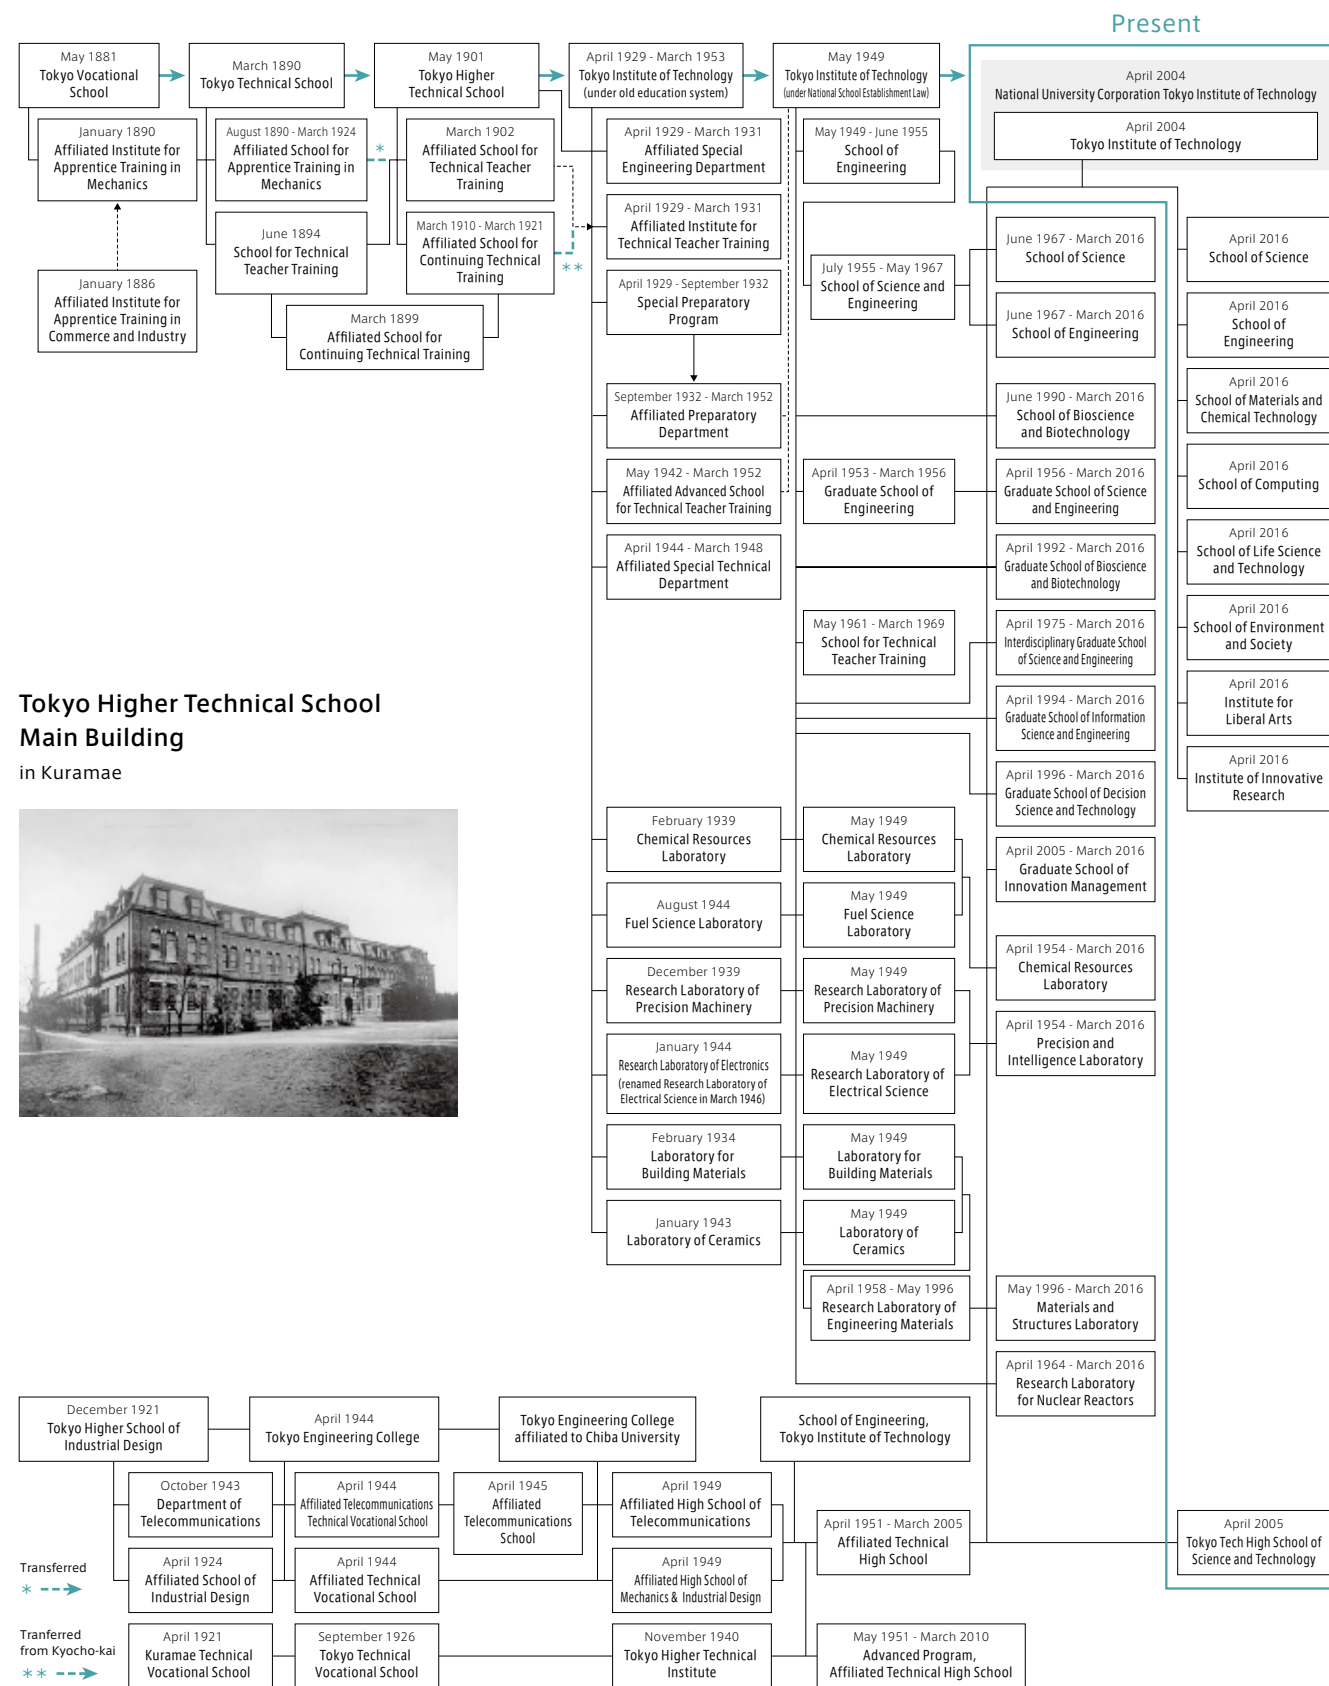 Present
May 1881
Tokyo Vocational
School
March 1890
Tokyo Technical School
May 1901
Tokyo Higher
Technical School
April 1929 - March 1953
Tokyo Institute of Technology
(under old education system)
May 1949
Tokyo Institute of Technology
(under National School Establishment Law)
April 2004
National University Corporation Tokyo Institute of Technology
April 2004
Tokyo Institute of Technology
January 1890
Affiliated Institute for
Apprentice Training in
Mechanics
August 1890 - March 1924
Affiliated School for
Apprentice Training in
Mechanics
*
March 1902
Affiliated School for
Technical Teacher
Training
April 1929 - March 1931
Affiliated Special
Engineering Department
May 1949 - June 1955
School of
Engineering
January 1886
Affiliated Institute for
Apprentice Training in
Commerce and Industry
June 1894
School for Technical
Teacher Training
March 1910 - March 1921
Affiliated School for
Continuing Technical
Training
**
March 1899
Affiliated School for
Continuing Technical Training
April 1929 - March 1931
Affiliated Institute for
Technical Teacher Training
April 1929 - September 1932
Special Preparatory
Program
September 1932 - March 1952
Affiliated Preparatory
Department
May 1942 - March 1952
Affiliated Advanced School
for Technical Teacher Training
April 1944 - March 1948
Affiliated Special Technical
Department
July 1955 - May 1967
School of Science and
Engineering
April 1953 - March 1956
Graduate School of
Engineering
May 1961 - March 1969
School for Technical
Teacher Training
June 1967 - March 2016
School of Science
June 1967 - March 2016
School of Engineering
June 1990 - March 2016
School of Bioscience
and Biotechnology
April 1956 - March 2016
Graduate School of Science
and Engineering
April 1992 - March 2016
Graduate School of Bioscience
and Biotechnology
April 1975 - March 2016
Interdisciplinary Graduate School
of Science and Engineering
April 1994 - March 2016
Graduate School of Information
Science and Engineering
April 1996 - March 2016
Graduate School of Decision
Science and Technology
April 2005 - March 2016
Graduate School of
Innovation Management
April 1954 - March 2016
Chemical Resources
Laboratory
April 1954 - March 2016
Precision and
Intelligence Laboratory
May 1996 - March 2016
Materials and
Structures Laboratory
April 1964 - March 2016
Research Laboratory
for Nuclear Reactors
April 2016
School of Science
April 2016
School of
Engineering
April 2016
School of Materials and
Chemical Technology
April 2016
School of Computing
April 2016
School of Life Science
and Technology
April 2016
School of Environment
and Society
April 2016
Institute for
Liberal Arts
April 2016
Institute of Innovative
Research
Tokyo Higher Technical School
Main Building
in Kuramae
February 1939
Chemical Resources
Laboratory
May 1949
Chemical Resources
Laboratory
August 1944
Fuel Science Laboratory
May 1949
Fuel Science
Laboratory
December 1939
Research Laboratory of
Precision Machinery
May 1949
Research Laboratory of
Precision Machinery
January 1944
Research Laboratory of Electronics
(renamed Research Laboratory of
Electrical Science in March 1946)
May 1949
Research Laboratory of
Electrical Science
February 1934
Laboratory for
Building Materials
May 1949
Laboratory for
Building Materials
January 1943
Laboratory of Ceramics
May 1949
Laboratory of
Ceramics
April 1958 - May 1996
Research Laboratory of
Engineering Materials
December 1921
Tokyo Higher School of
Industrial Design
April 1944
Tokyo Engineering College
Tokyo Engineering College
affiliated to Chiba University
School of Engineering,
Tokyo Institute of Technology
October 1943
Department of
Telecommunications
April 1944
Affiliated Telecommunications
Technical Vocational School
April 1945
Affiliated
Telecommunications
School
April 1949
Affiliated High School of
Telecommunications
April 1951 - March 2005
Affiliated Technical
High School
April 2005
Tokyo Tech High School of
Science and Technology
April 1924
Affiliated School of
Industrial Design
April 1944
Affiliated Technical
Vocational School
April 1949
Affiliated High School of
Mechanics & Industrial Design
Transferred
*
Tranferred
from Kyocho-kai
**
April 1921
Kuramae Technical
Vocational School
September 1926
Tokyo Technical
Vocational School
November 1940
Tokyo Higher Technical
Institute
May 1951 - March 2010
Advanced Program,
Affiliated Technical High School